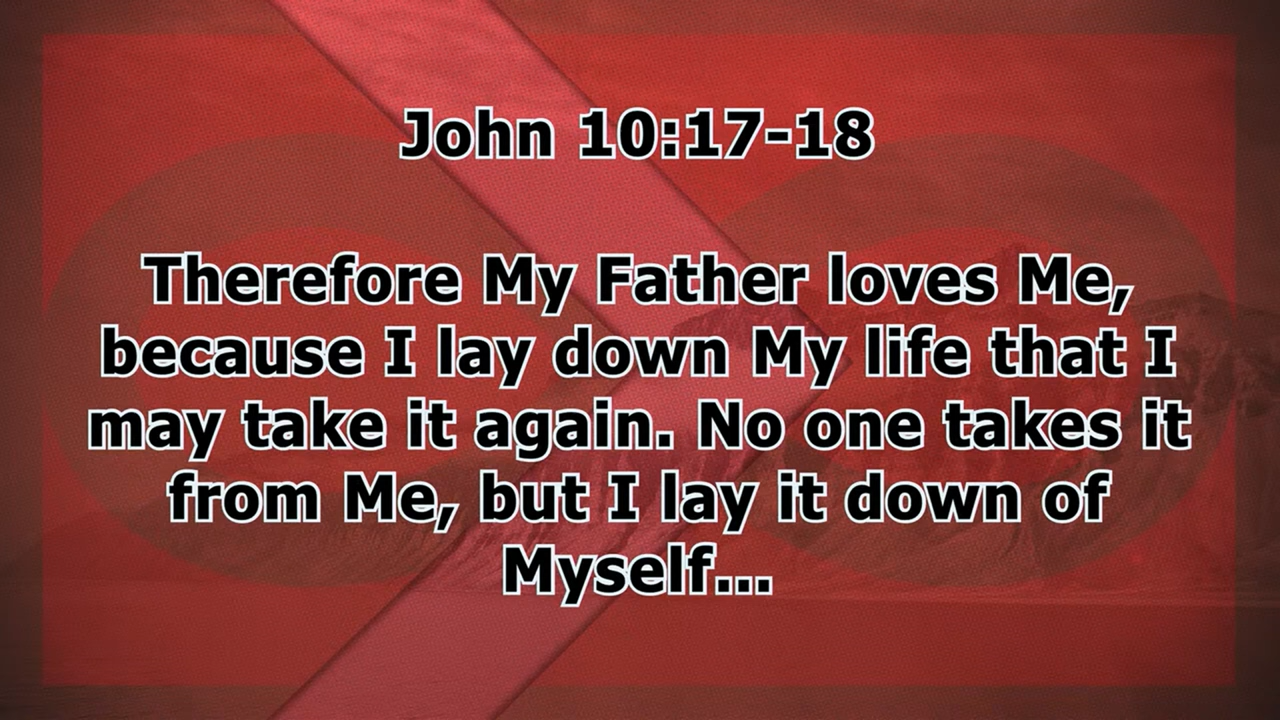 John 10:17-18
Therefore My Father loves Me,
because I lay down My life that I
may take it again. No one takes it
from Me, but I lay it down of
Myself...